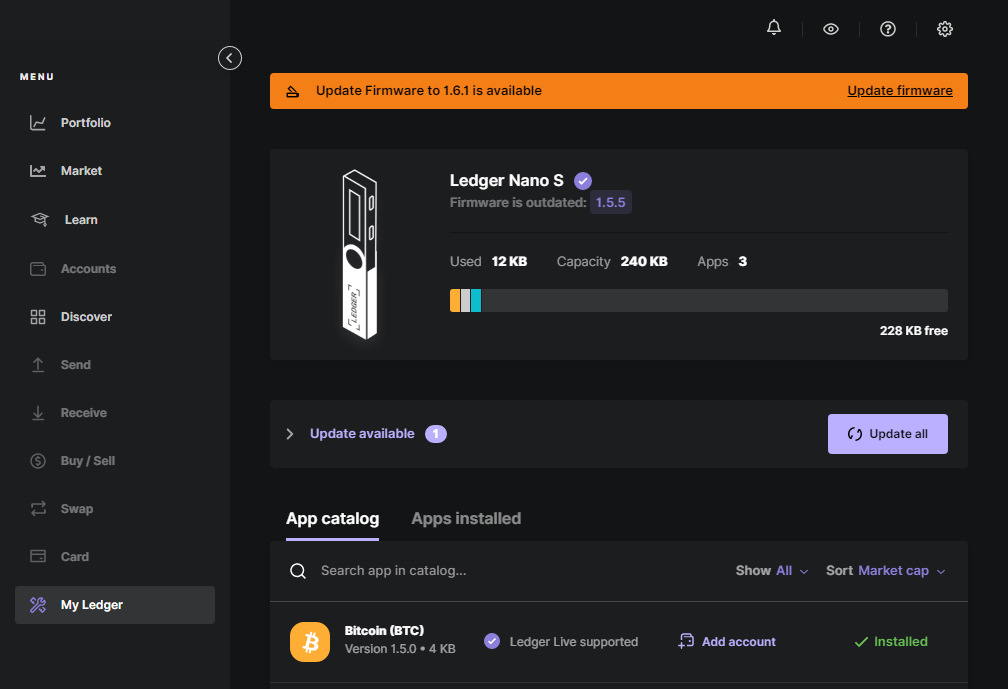 MENU
Portfolio
Market
Learn
Accounts
Discover
Send
Receive
Buy / Sell
Swap
Card
My Ledger
Update Firmware to 1.6.1 is available
Update firmware
LEDGER
Ledger Nano S
Firmware is outdated: 1.5.5
Used 12 KB Capacity 240 KB Apps 3
228 KB free
Update available 1
Update all
App catalog Apps installed
Search app in catalog...
Show All Sort Market cap
Bitcoin (BTC)
Version 1.5.0 • 4 KB
Ledger Live supported
Add account
Installed